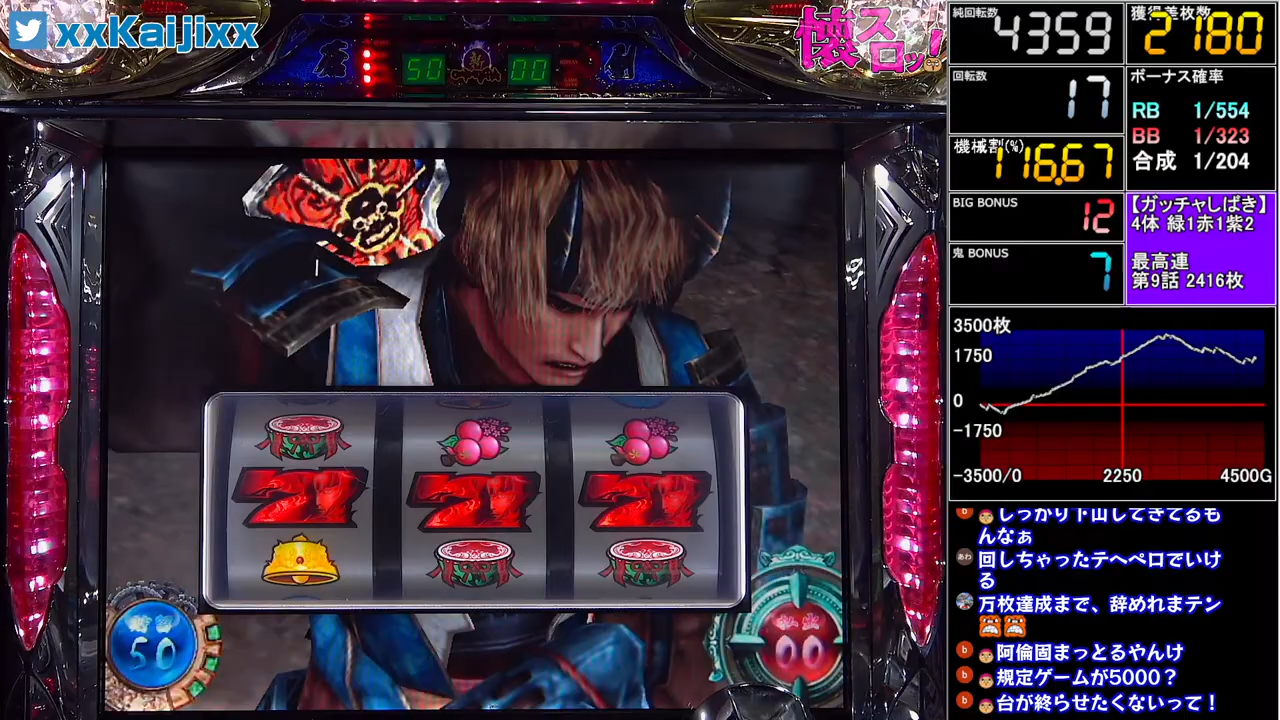 xxKaijixx
懐スロッ!
50
00
50
00
純回転数
4359
獲得差枚数
2180
回転数
17
ボーナス確率
RB 1/554
BB 1/323
合成 1/204
機械割(%)
116.67
BIG BONUS
12
鬼 BONUS
7
【ガッチャしばき】
4体 緑1赤1紫2
最高連
第9話 2416枚
3500枚
1750
0
-1750
-3500/0
2250
4500G
しっかり下山してきてるも
んなぁ
あわ
回しちゃったテヘペロでいけ
る
万枚達成まで、辞めれまテン
阿倫固まっとるやんけ
規定ゲームが5000?
台が終らせたくないって!